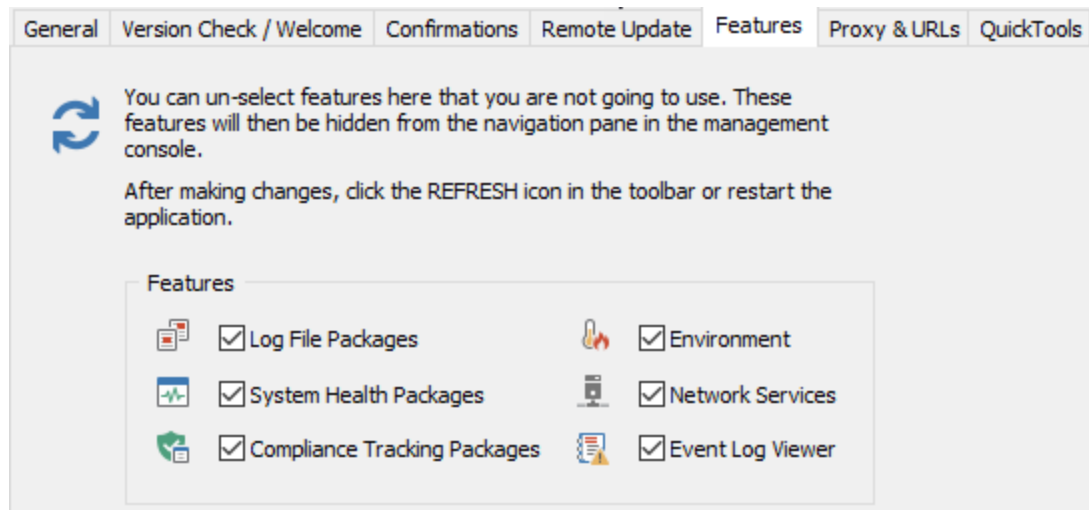 General Version Check / Welcome Confirmations Remote Update Features Proxy & URLs QuickTools
You can un-select features here that you are not going to use. These
features will then be hidden from the navigation pane in the management
console.
After making changes, click the REFRESH icon in the toolbar or restart the
application.
Features
Log File Packages Environment
System Health Packages Network Services
Compliance Tracking Packages Event Log Viewer